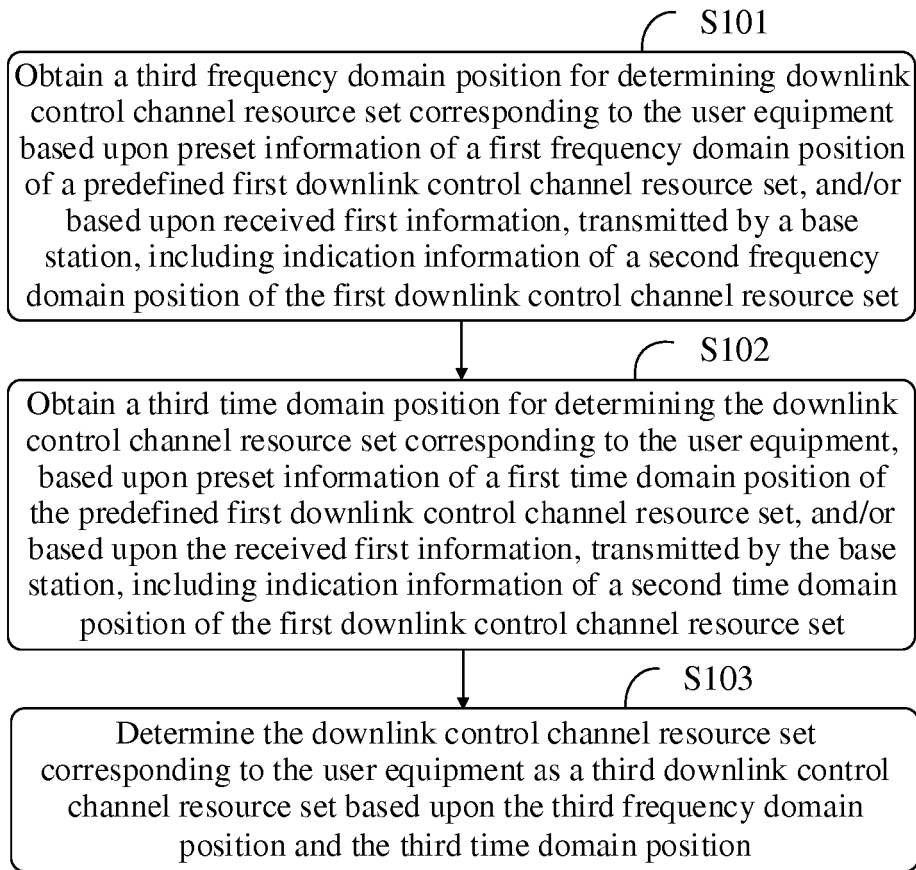 S101
Obtain a third frequency domain position for determining downlink
control channel resource set corresponding to the user equipment
based upon preset information of a first frequency domain position
of a predefined first downlink control channel resource set, and/or
based upon received first information, transmitted by a base
station, including indication information of a second frequency
domain position of the first downlink control channel resource set
S102
Obtain a third time domain position for determining the downlink
control channel resource set corresponding to the user equipment,
based upon preset information of a first time domain position of
the predefined first downlink control channel resource set, and/or
based upon the received first information, transmitted by the base
station, including indication information of a second time domain
position of the first downlink control channel resource set
S103
Determine the downlink control channel resource set
corresponding to the user equipment as a third downlink control
channel resource set based upon the third frequency domain
position and the third time domain position